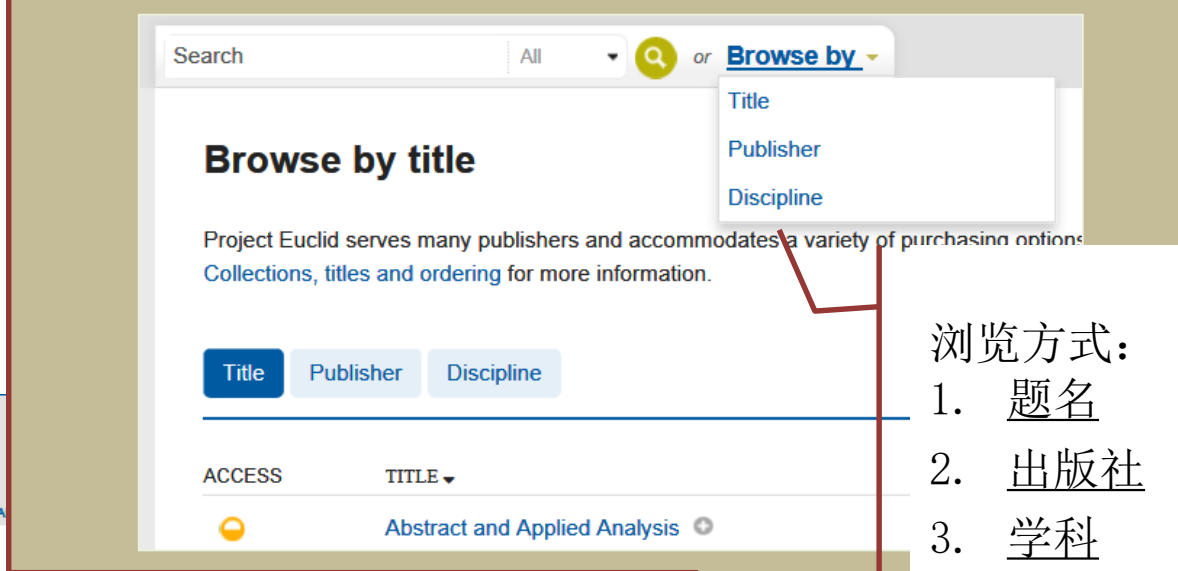 Search All or Browse by
Title
Publisher
Discipline
Browse by title
Project Euclid serves many publishers and accommodates a variety of purchasing options
Collections, titles and ordering for more information.
Title Publisher Discipline
ACCESS TITLE
Abstract and Applied Analysis
浏览方式：
1. 题名
2. 出版社
3. 学科